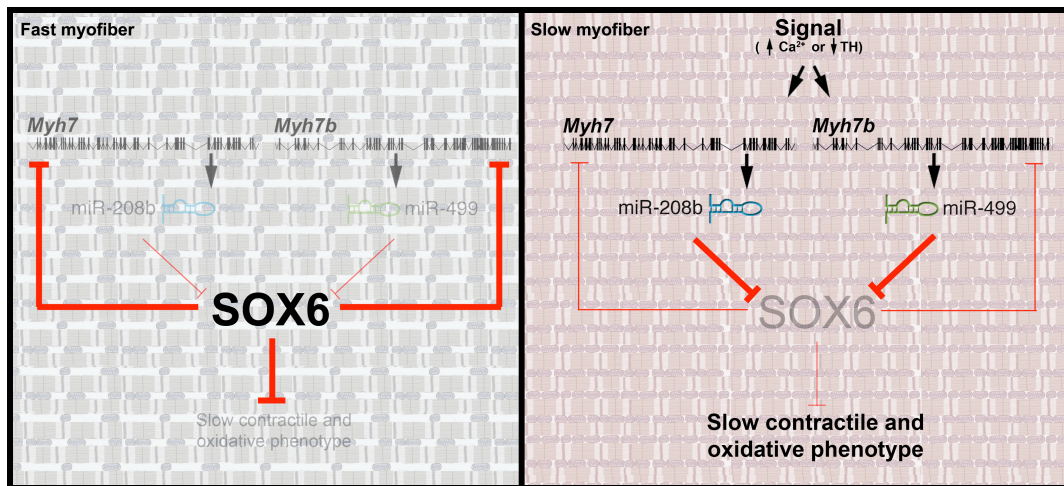 Fast myofiber
Myh7
Myh7b
miR-208b
miR-499
SOX6
Slow contractile and
oxidative phenotype
Slow myofiber
Signal
( ↑ Ca²⁺ or ↓ TH)
Myh7
Myh7b
miR-208b
miR-499
SOX6
Slow contractile and
oxidative phenotype